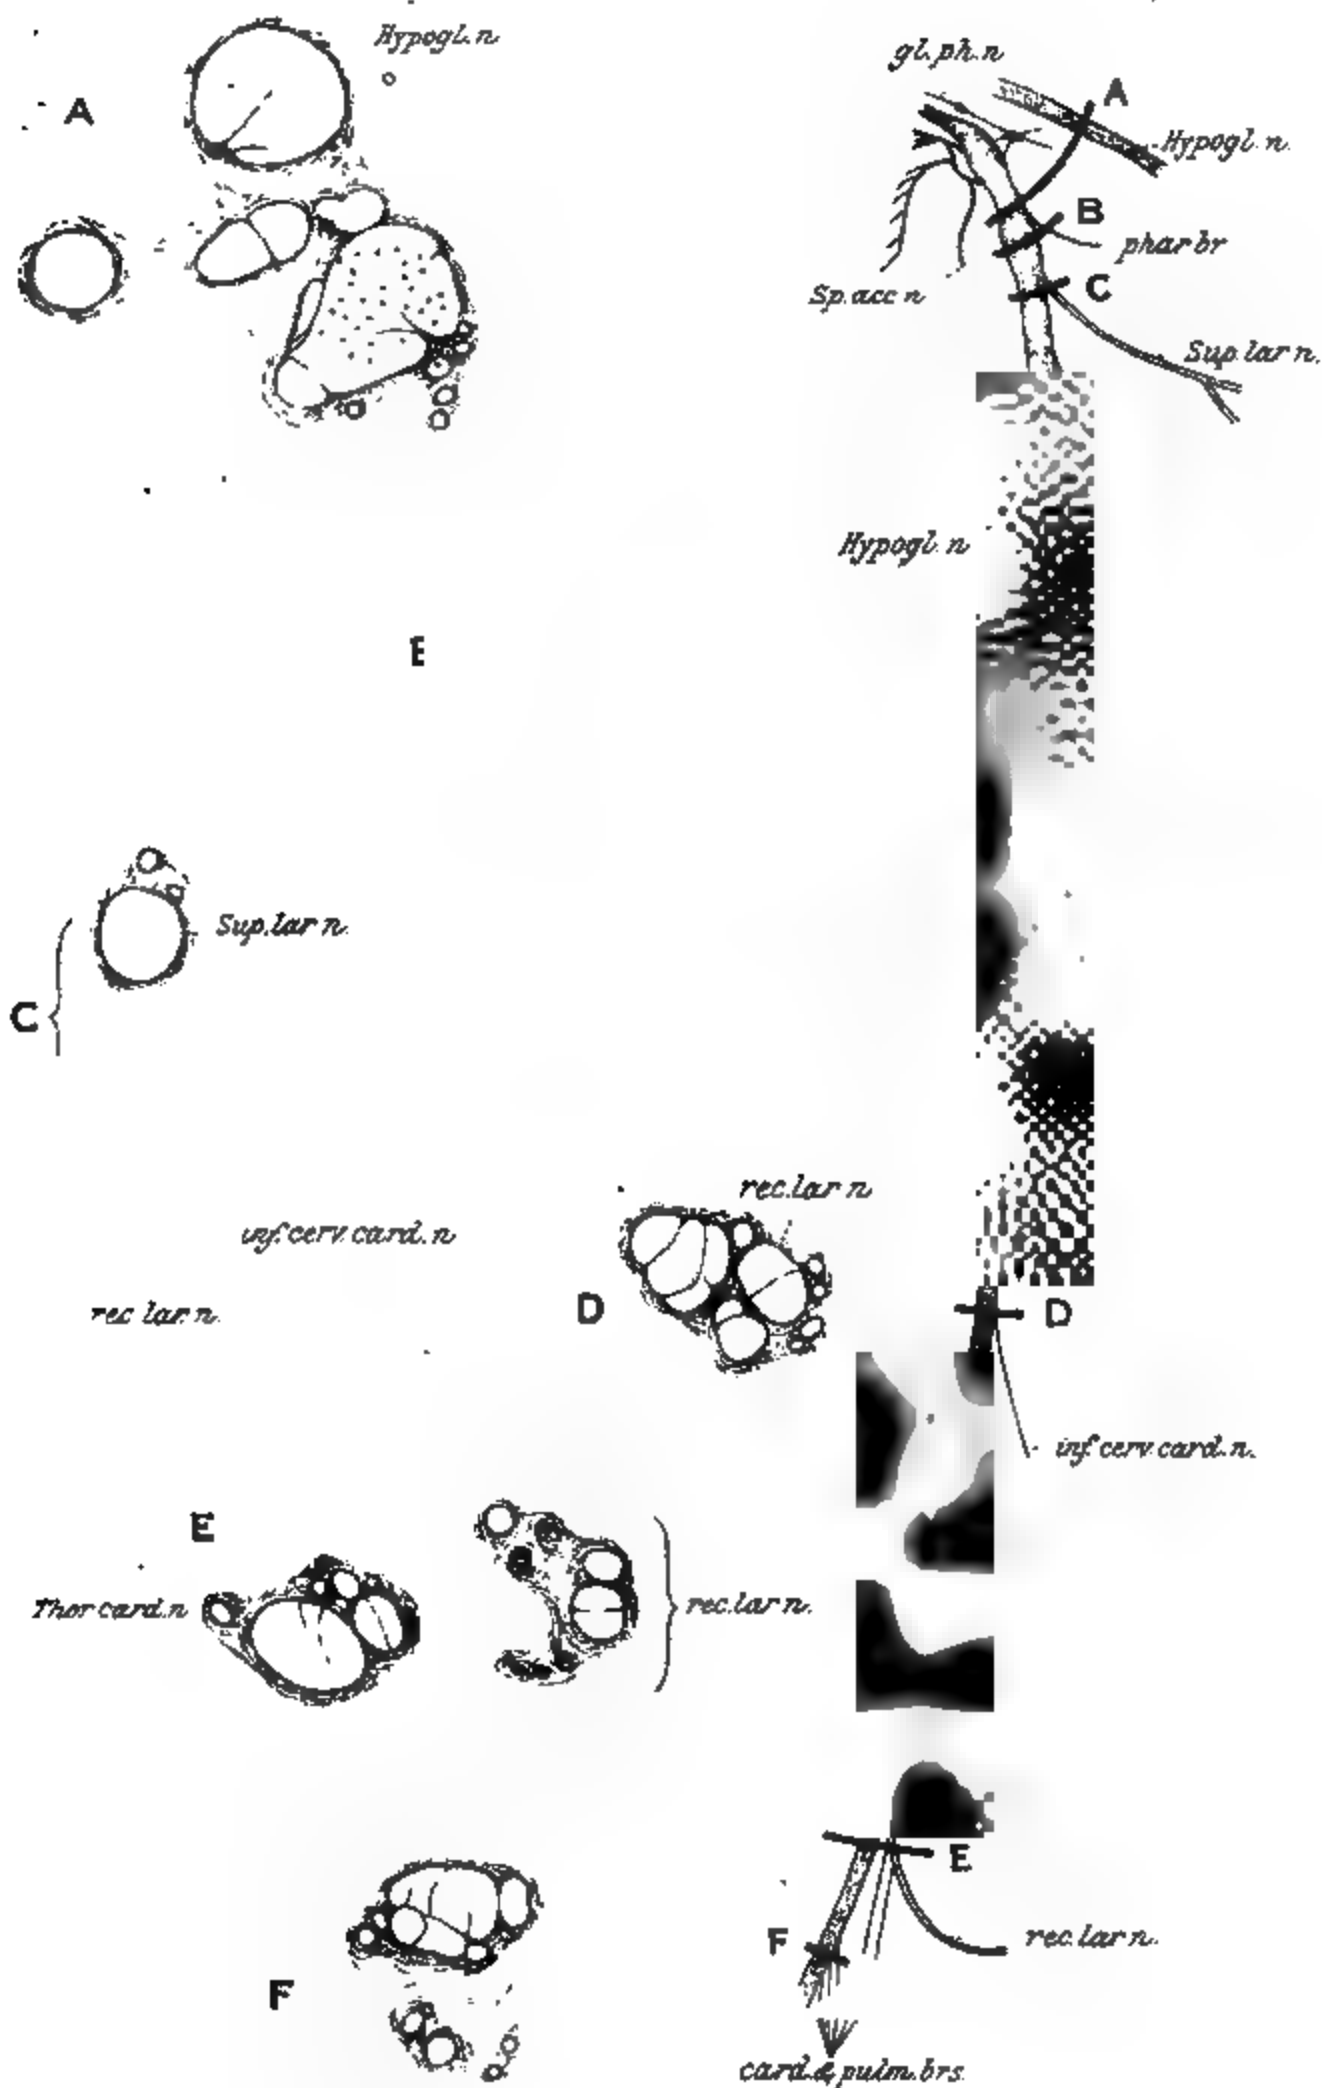 Hypogl. n
A
gl. ph. n
A
Hypogl. n.
B
phar br
Sp. acc n
C
Sup. lar n.
Hypogl. n
E
Sup. lar n.
C
rec. lar n
inf. cerv. card. n
rec lar. n.
D
D
inf. cerv. card. n.
E
Thor card. n
rec. lar n.
E
F
rec. lar n.
F
card. & pulm. brs.